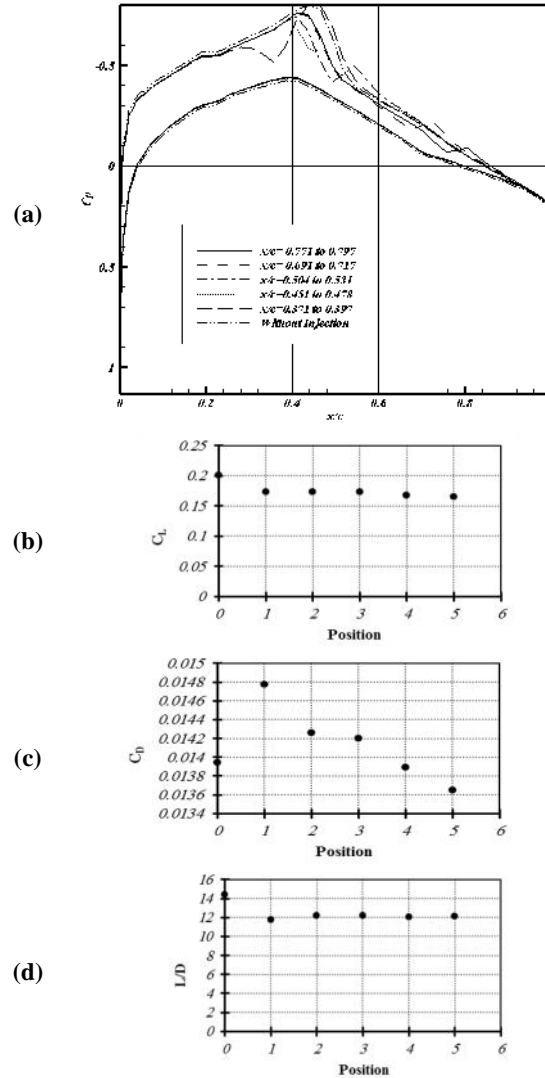 (a)
-0.5
0
0.5
1
Cp
x/c= 0.771 to 0.797
x/c= 0.691 to 0.717
x/c=0.504 to 0.531
x/c=0.451 to 0.478
x/c=0.371 to 0.397
Without Injection
0 0.2 0.4 0.6 0.8
x/c
(b)
0.25
0.2
0.15
0.1
0.05
0
C_L
0 1 2 3 4 5 6
Position
(c)
0.015
0.0148
0.0146
0.0144
0.0142
0.014
0.0138
0.0136
0.0134
C_D
0 1 2 3 4 5 6
Position
(d)
16
14
12
10
8
6
4
2
0
L/D
0 1 2 3 4 5 6
Position